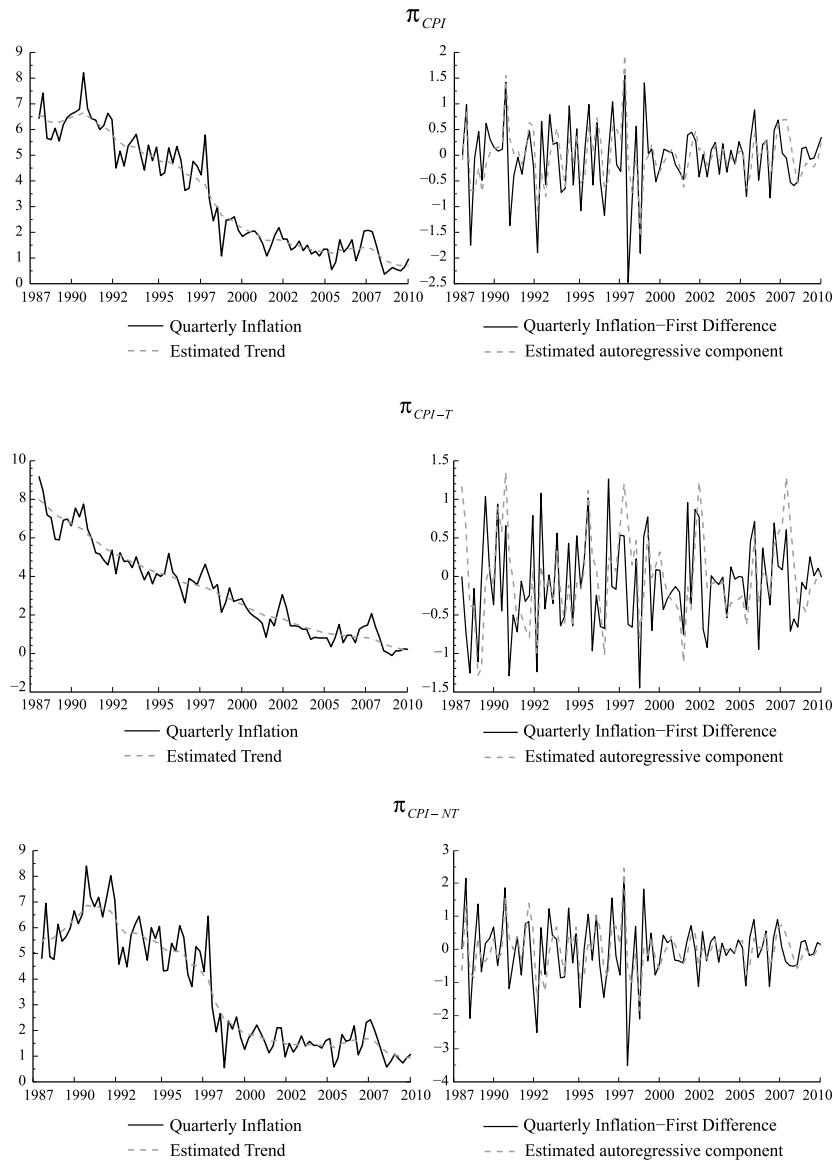 π CPI
9
8
7
6
5
4
3
2
1
0
1987 1990 1992 1995 1997 2000 2002 2005 2007 2010
Quarterly Inflation
Estimated Trend
2
1.5
1
0.5
0
−0.5
−1
−1.5
−2
−2.5
1987 1990 1992 1995 1997 2000 2002 2005 2007 2010
Quarterly Inflation−First Difference
Estimated autoregressive component
π CPI−T
10
8
6
4
2
0
−2
1987 1990 1992 1995 1997 2000 2002 2005 2007 2010
Quarterly Inflation
Estimated Trend
1.5
1
0.5
0
−0.5
−1
−1.5
1987 1990 1992 1995 1997 2000 2002 2005 2007 2010
Quarterly Inflation−First Difference
Estimated autoregressive component
π CPI−NT
9
8
7
6
5
4
3
2
1
0
1987 1990 1992 1995 1997 2000 2002 2005 2007 2010
Quarterly Inflation
Estimated Trend
3
2
1
0
−1
−2
−3
−4
1987 1990 1992 1995 1997 2000 2002 2005 2007 2010
Quarterly Inflation−First Difference
Estimated autoregressive component